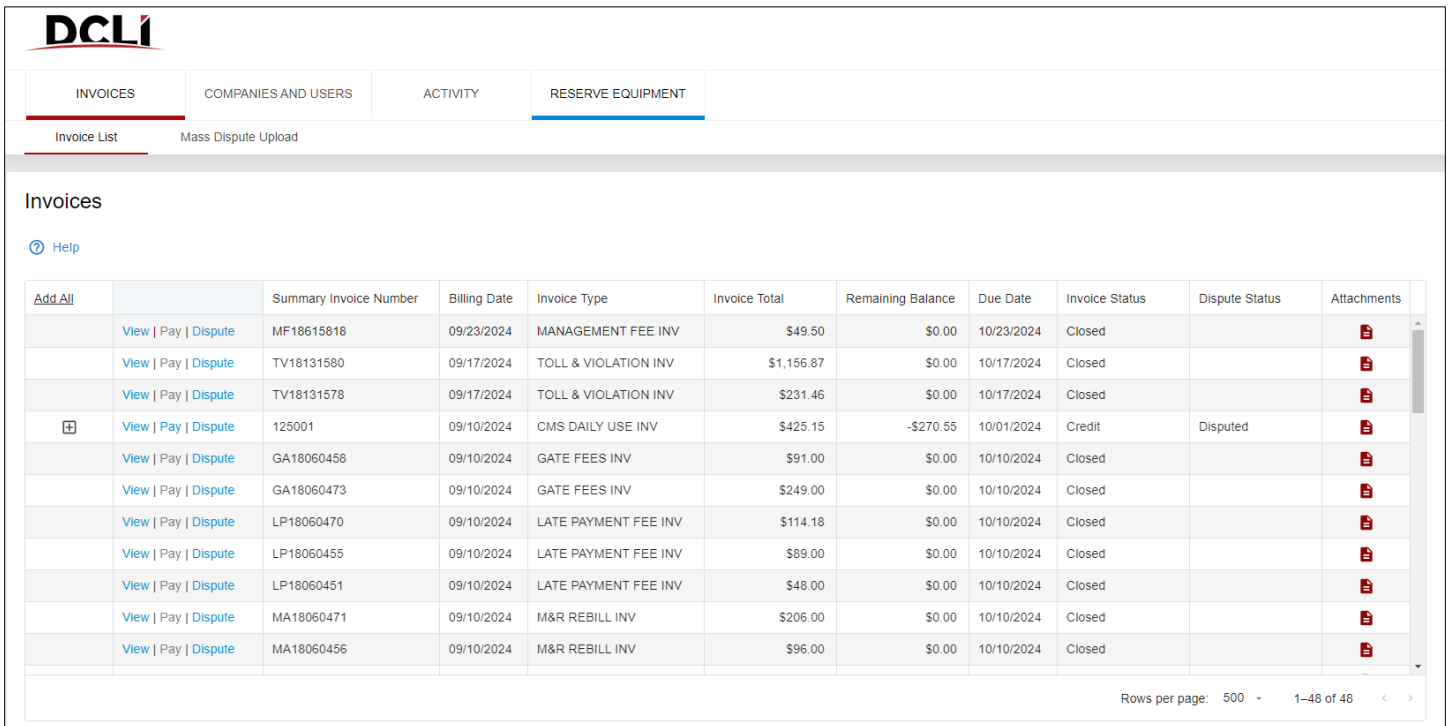 DCLI
INVOICES COMPANIES AND USERS ACTIVITY RESERVE EQUIPMENT
Invoice List Mass Dispute Upload
Invoices
Help
Add All Summary Invoice Number Billing Date Invoice Type Invoice Total Remaining Balance Due Date Invoice Status Dispute Status Attachments
View | Pay | Dispute MF18615818 09/23/2024 MANAGEMENT FEE INV $49.50 $0.00 10/23/2024 Closed
View | Pay | Dispute TV18131580 09/17/2024 TOLL & VIOLATION INV $1,156.87 $0.00 10/17/2024 Closed
View | Pay | Dispute TV18131578 09/17/2024 TOLL & VIOLATION INV $231.46 $0.00 10/17/2024 Closed
View | Pay | Dispute 125001 09/10/2024 CMS DAILY USE INV $425.15 -$270.55 10/01/2024 Credit Disputed
View | Pay | Dispute GA18060458 09/10/2024 GATE FEES INV $91.00 $0.00 10/10/2024 Closed
View | Pay | Dispute GA18060473 09/10/2024 GATE FEES INV $249.00 $0.00 10/10/2024 Closed
View | Pay | Dispute LP18060470 09/10/2024 LATE PAYMENT FEE INV $114.18 $0.00 10/10/2024 Closed
View | Pay | Dispute LP18060455 09/10/2024 LATE PAYMENT FEE INV $89.00 $0.00 10/10/2024 Closed
View | Pay | Dispute LP18060451 09/10/2024 LATE PAYMENT FEE INV $48.00 $0.00 10/10/2024 Closed
View | Pay | Dispute MA18060471 09/10/2024 M&R REBILL INV $206.00 $0.00 10/10/2024 Closed
View | Pay | Dispute MA18060456 09/10/2024 M&R REBILL INV $96.00 $0.00 10/10/2024 Closed
Rows per page: 500 1–48 of 48